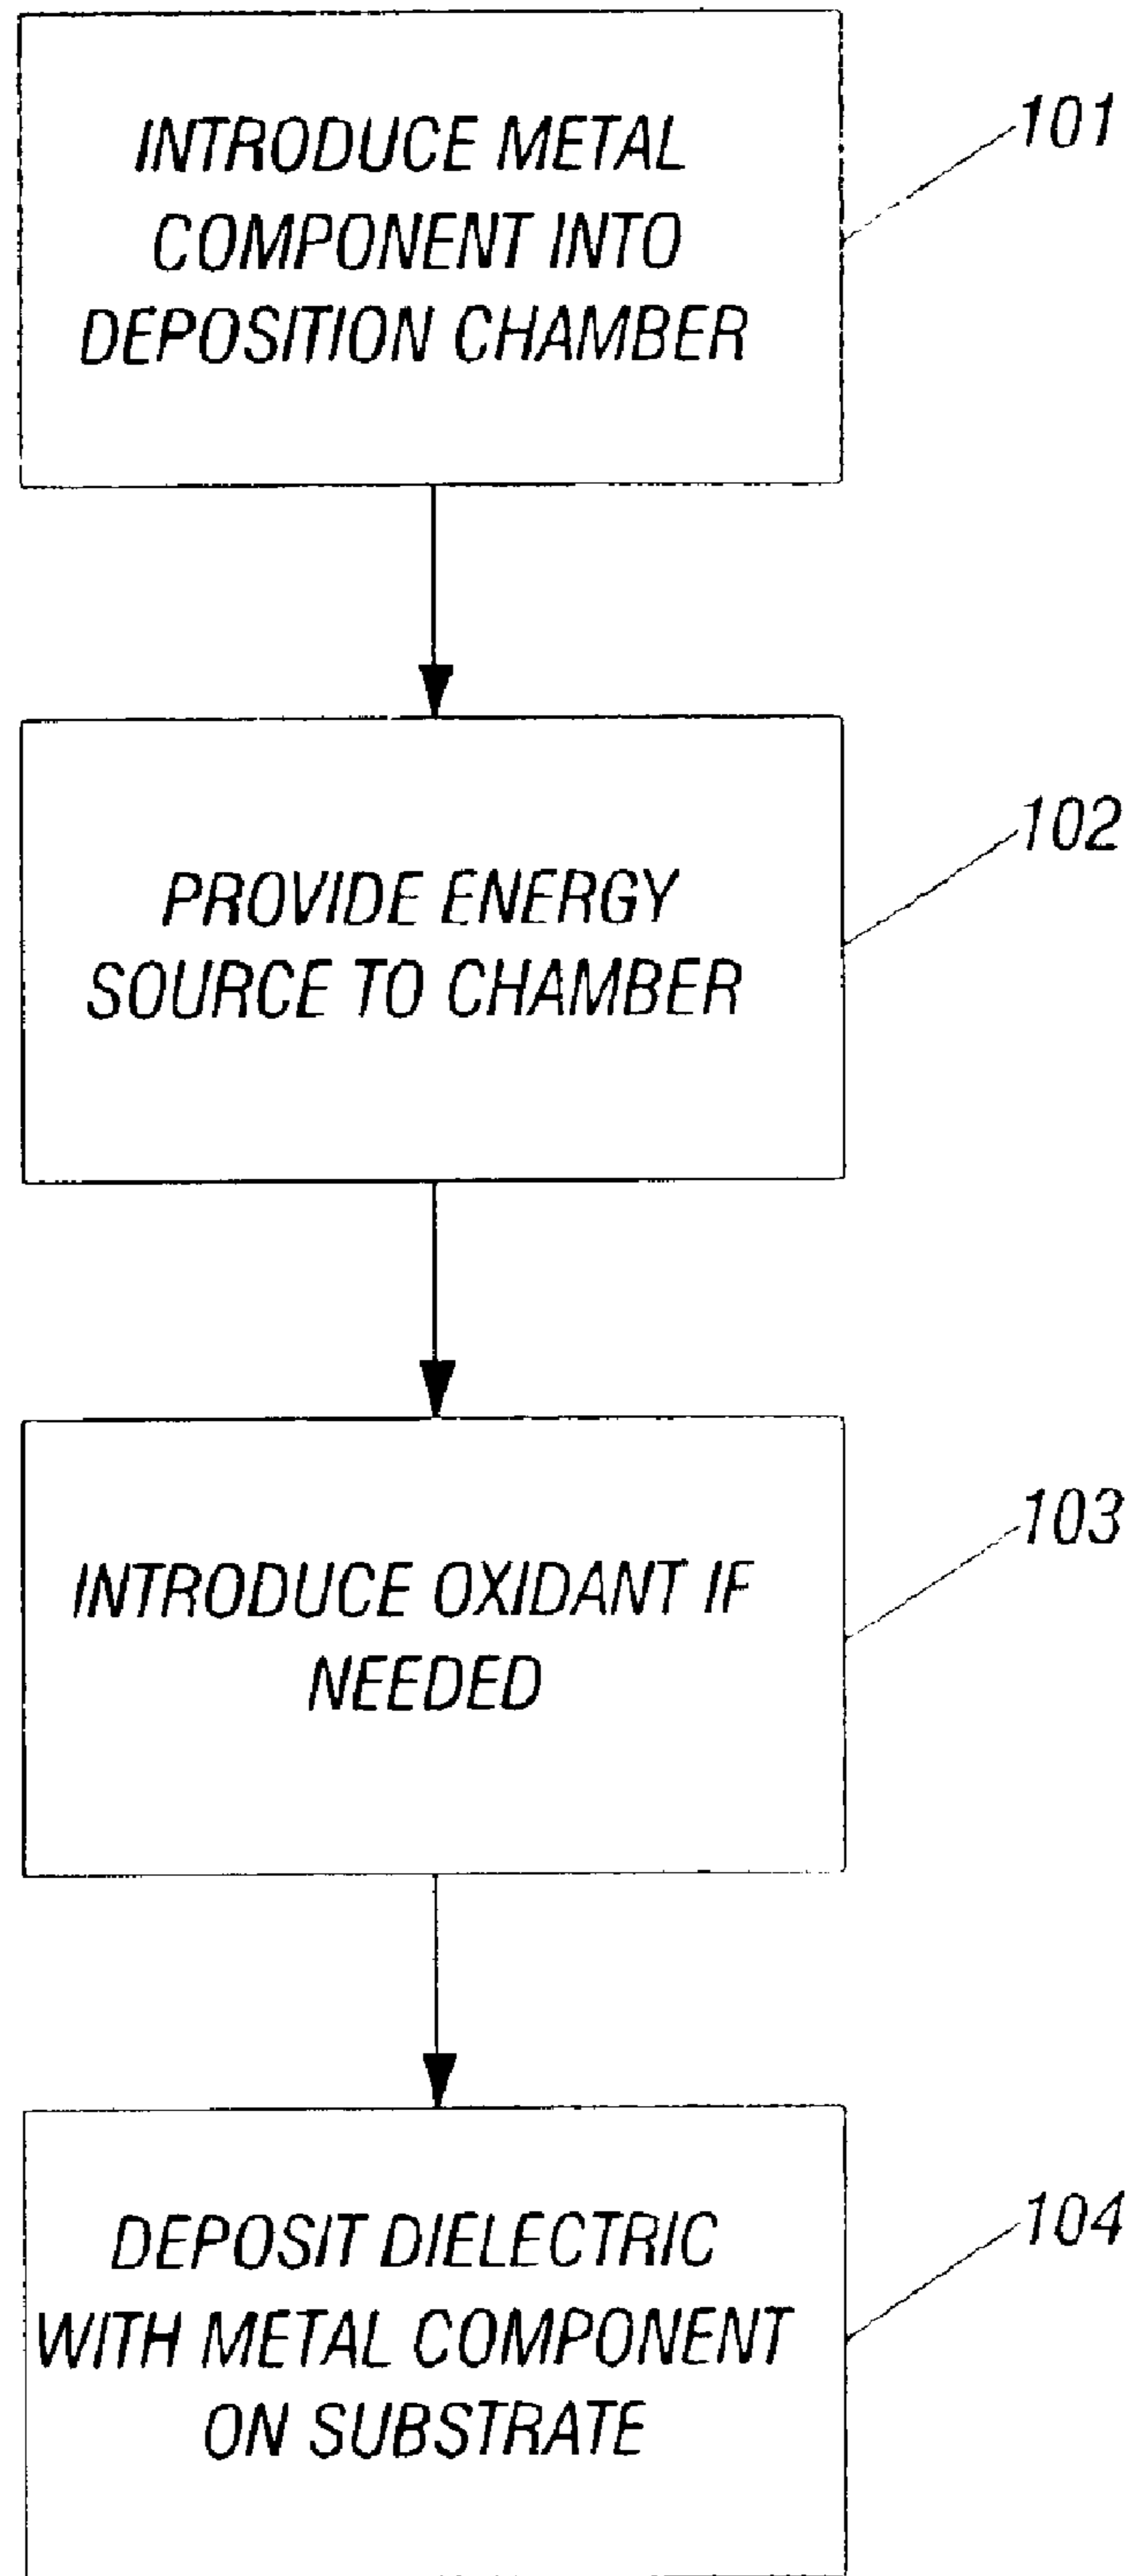 INTRODUCE METAL
COMPONENT INTO
DEPOSITION CHAMBER
101
PROVIDE ENERGY
SOURCE TO CHAMBER
102
INTRODUCE OXIDANT IF
NEEDED
103
DEPOSIT DIELECTRIC
WITH METAL COMPONENT
ON SUBSTRATE
104